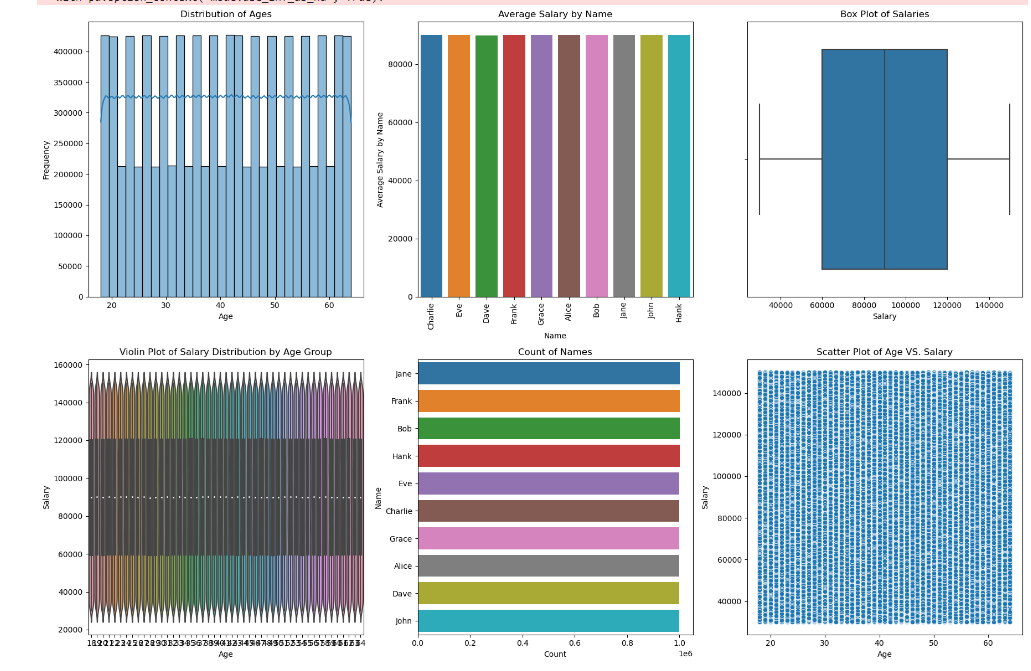 Distribution of Ages
Average Salary by Name
Box Plot of Salaries
400000
350000
300000
250000
200000
150000
100000
50000
0
Frequency
20
30
40
50
60
Age
80000
60000
40000
20000
0
Average Salary by Name
Charlie
Eve
Dave
Frank
Grace
Alice
Bob
Jane
John
Hank
Name
40000
60000
80000
100000
120000
140000
Salary
Violin Plot of Salary Distribution by Age Group
Count of Names
Scatter Plot of Age VS. Salary
160000
140000
120000
100000
80000
60000
40000
20000
Salary
Age
Jane
Frank
Bob
Hank
Eve
Charlie
Grace
Alice
Dave
John
Name
0.0
0.2
0.4
0.6
0.8
1.0
1e6
Count
140000
120000
100000
80000
60000
40000
Salary
20
30
40
50
60
Age